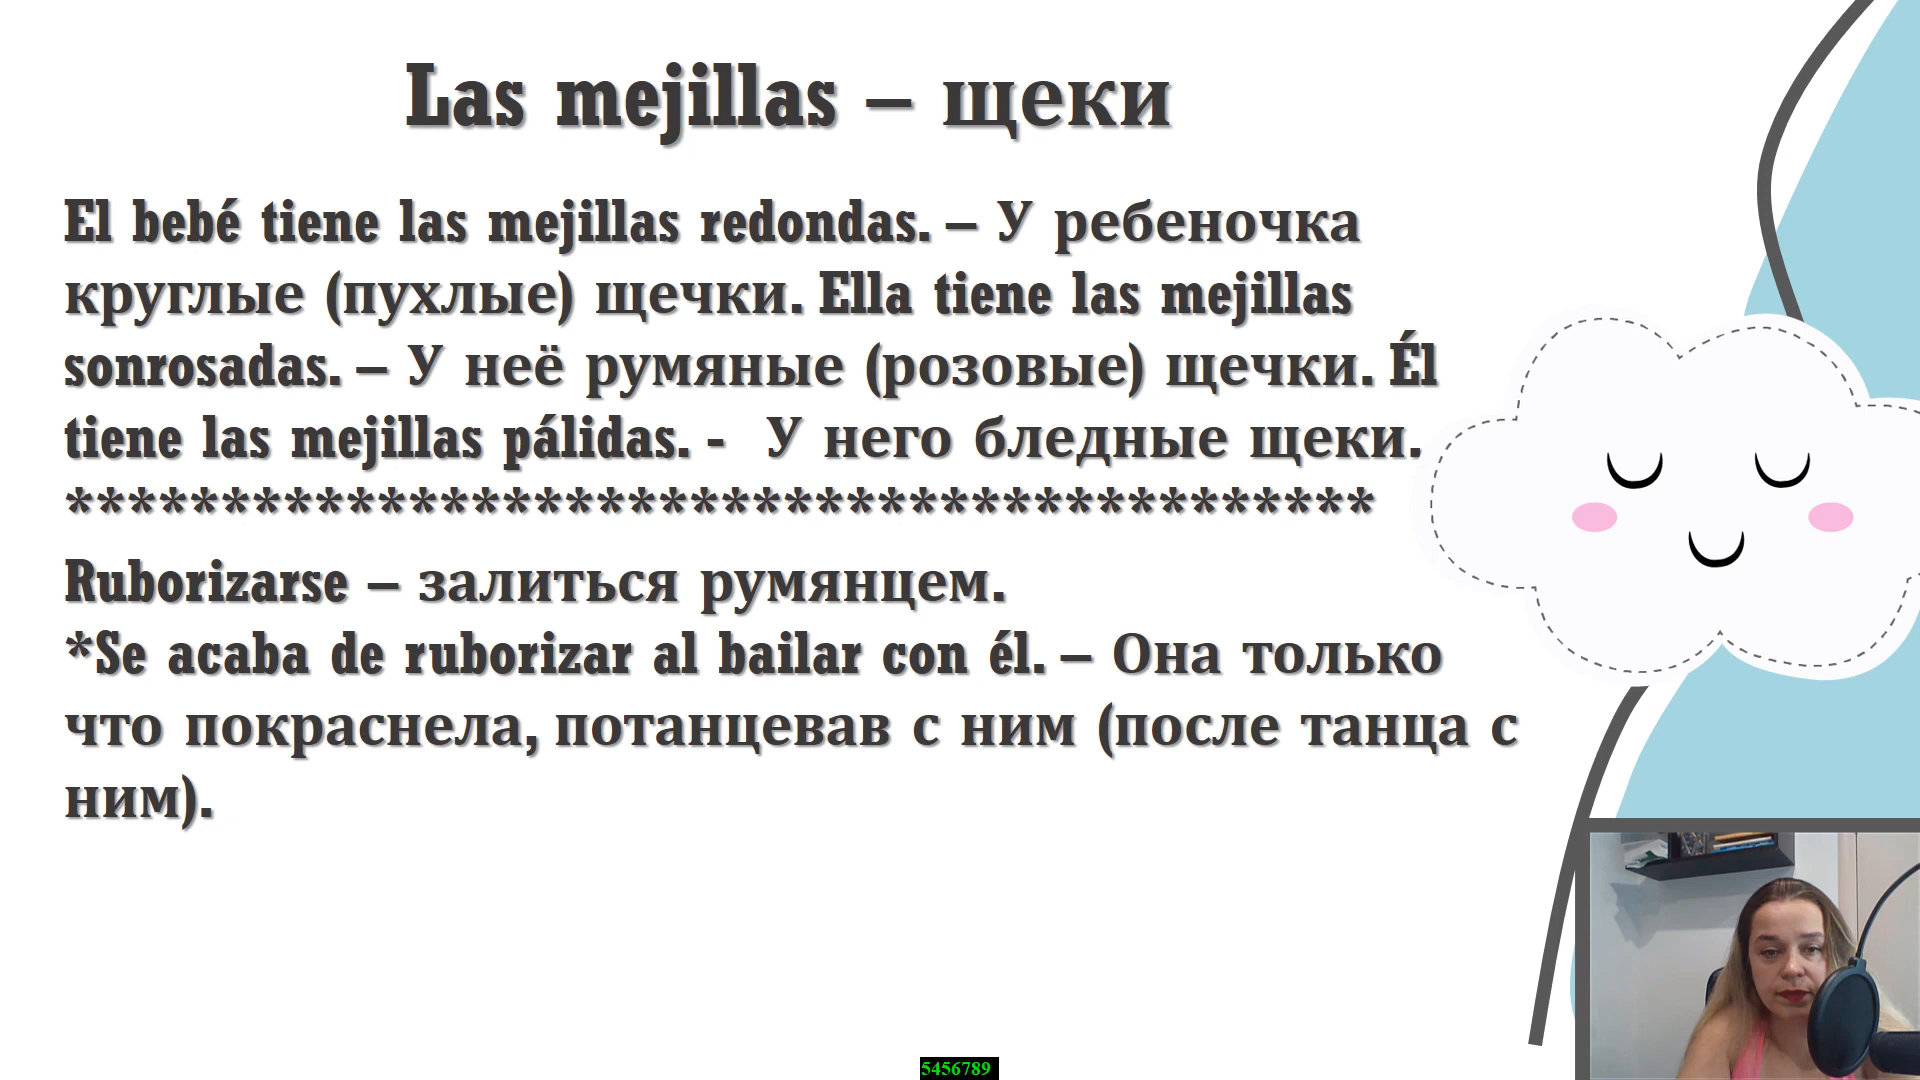 Las mejillas – щеки
El bebé tiene las mejillas redondas. – У ребеночка
круглые (пухлые) щечки. Ella tiene las mejillas
sonrosadas. – У неё румяные (розовые) щечки. Él
tiene las mejillas pálidas. - У него бледные щеки.
******************************************
Ruborizarse – залиться румянцем.
*Se acaba de ruborizar al bailar con él. – Она только
что покраснела, потанцевав с ним (после танца с
ним).
5456789